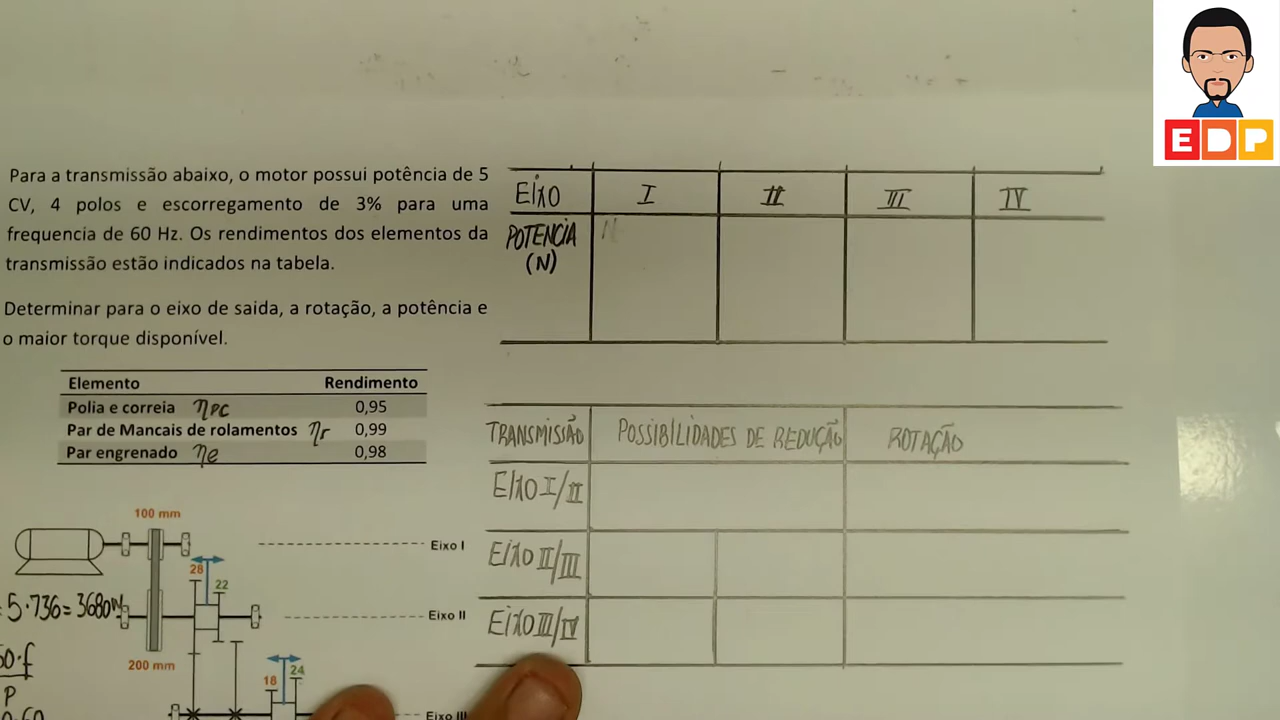 EDP
Para a transmissão abaixo, o motor possui potência de 5
CV, 4 polos e escorregamento de 3% para uma
frequencia de 60 Hz. Os rendimentos dos elementos da
transmissão estão indicados na tabela.
Determinar para o eixo de saida, a rotação, a potência e
o maior torque disponível.
Elemento Rendimento
Polia e correia ηpc 0,95
Par de Mancais de rolamentos ηr 0,99
Par engrenado ηe 0,98
100 mm
Eixo I
28
22
= 5.736 = 3680
Eixo II
200 mm
24
18
Eixo III
EIXO I II III IV
POTENCIA
(N)
TRANSMISSÃO POSSIBILIDADES DE REDUÇÃO ROTAÇÃO
EIXO I/II
EIXO II/III
EIXO III/IV